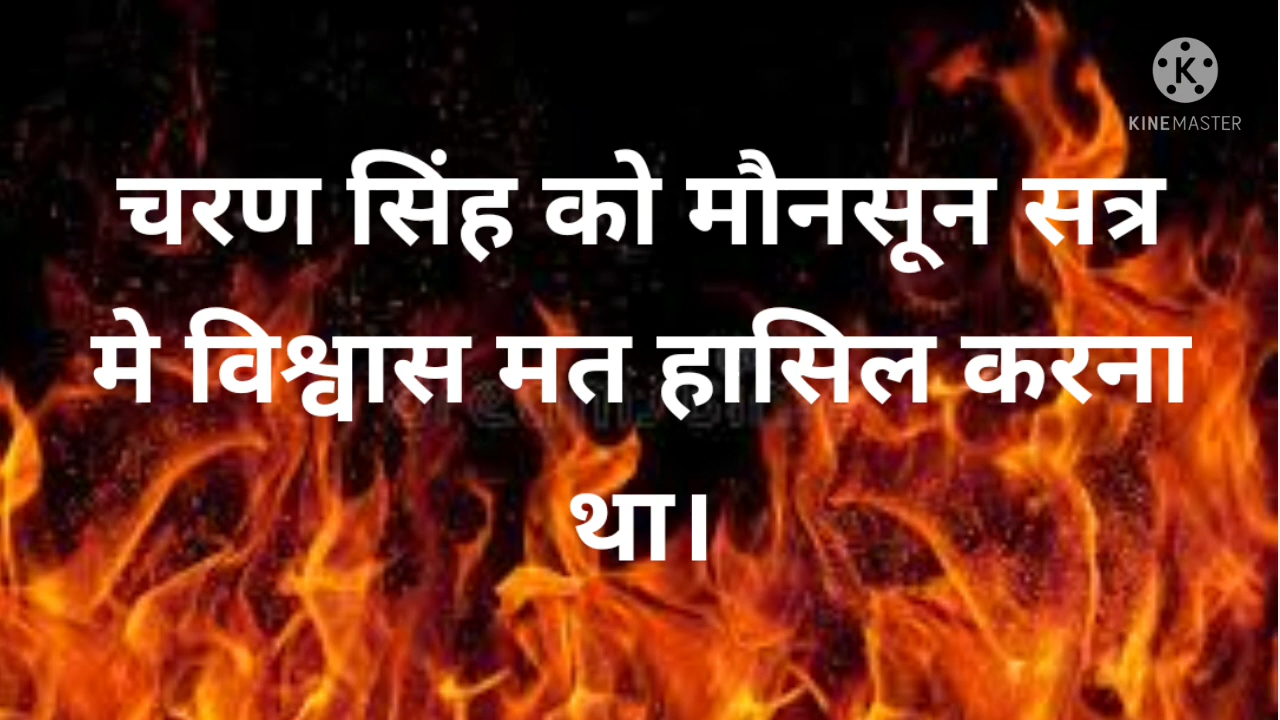 KINEMASTER
चरण सिंह को मौनसून सत्र
मे विश्वास मत हासिल करना
था।